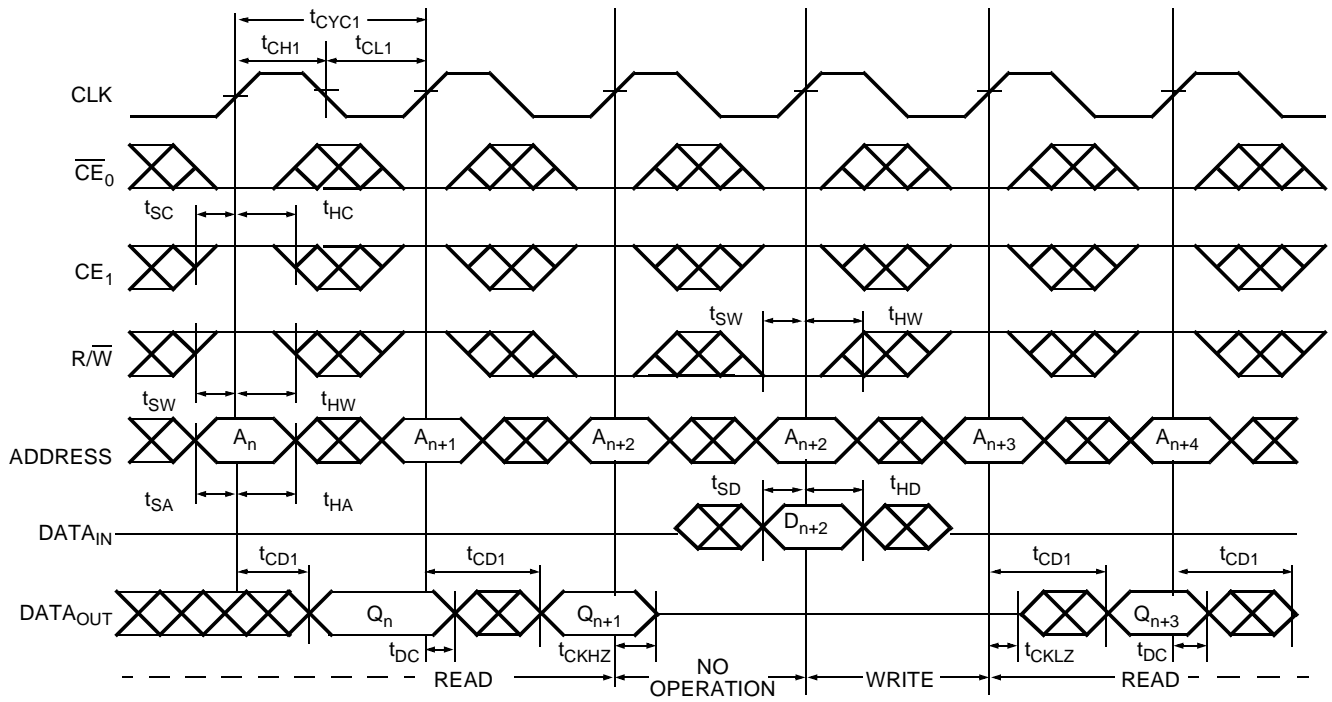 tCYC1
tCH1 tCL1
CLK
CE0
tSC tHC
CE1
tSW tHW
R/W
tSW tHW
ADDRESS An An+1 An+2 An+2 An+3 An+4
tSA tHA tSD tHD
DATAIN Dn+2
tCD1 tCD1 tCD1 tCD1
DATAOUT Qn Qn+1 Qn+3
tDC tCKHZ tCKLZ tDC
READ NO OPERATION WRITE READ